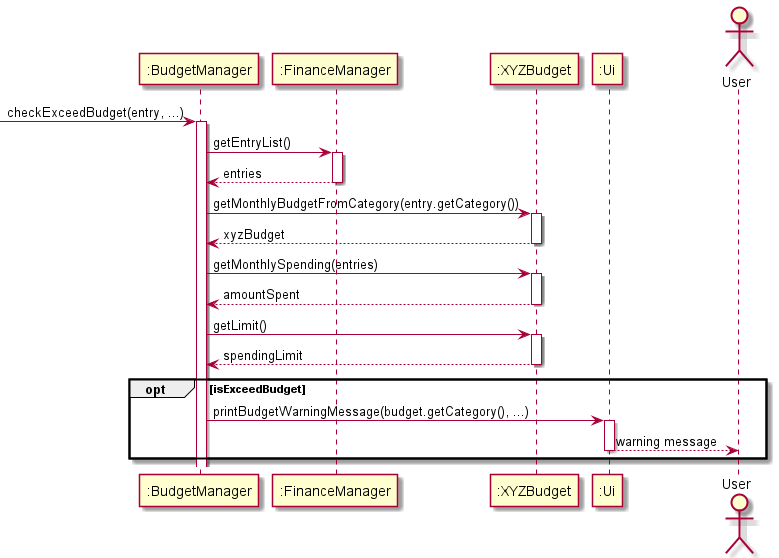 User
:BudgetManager
:FinanceManager
:XYZBudget
:Ui
checkExceedBudget(entry, ...)
getEntryList()
entries
getMonthlyBudgetFromCategory(entry.getCategory())
xyzBudget
getMonthlySpending(entries)
amountSpent
getLimit()
spendingLimit
opt
[isExceedBudget]
printBudgetWarningMessage(budget.getCategory(), ...)
warning message
:BudgetManager
:FinanceManager
:XYZBudget
:Ui
User